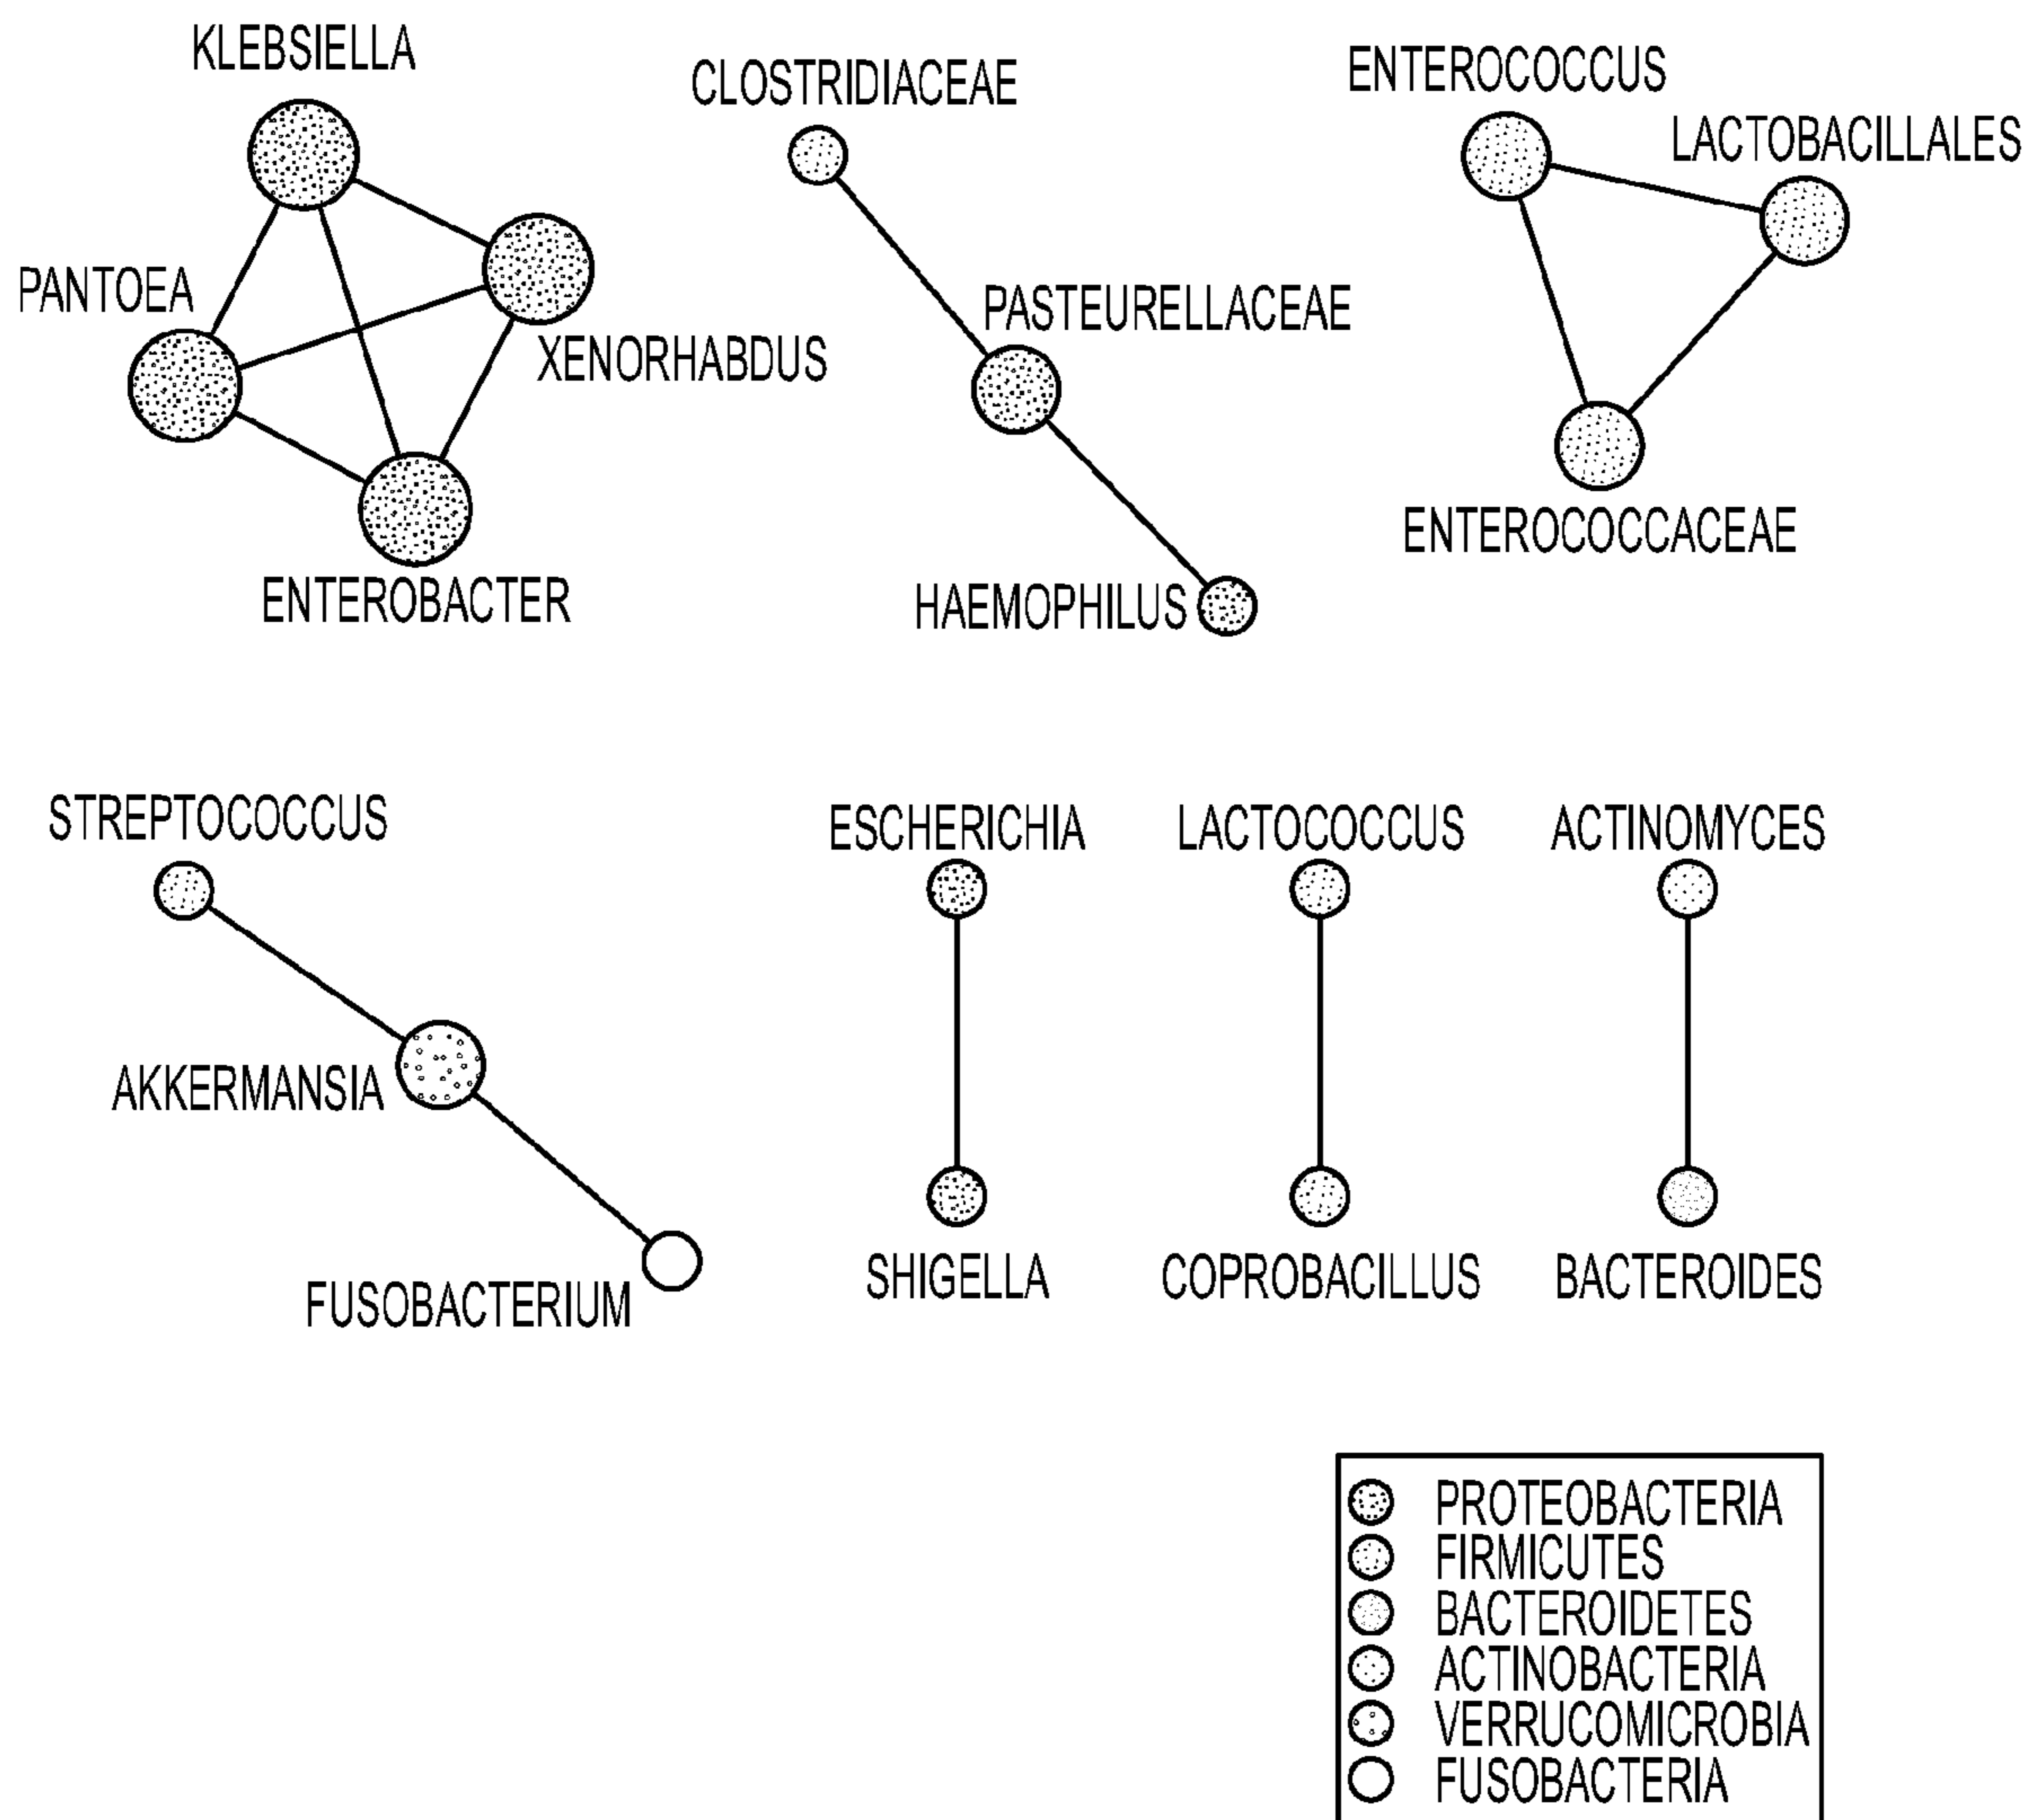 KLEBSIELLA
CLOSTRIDIACEAE
ENTEROCOCCUS
LACTOBACILLALES
PANTOEA
PASTEURELLACEAE
XENORHABDUS
ENTEROCOCCACEAE
ENTEROBACTER
HAEMOPHILUS
STREPTOCOCCUS
ESCHERICHIA
LACTOCOCCUS
ACTINOMYCES
AKKERMANSIA
FUSOBACTERIUM
SHIGELLA
COPROBACILLUS
BACTEROIDES
PROTEOBACTERIA
FIRMICUTES
BACTEROIDETES
ACTINOBACTERIA
VERRUCOMICROBIA
FUSOBACTERIA